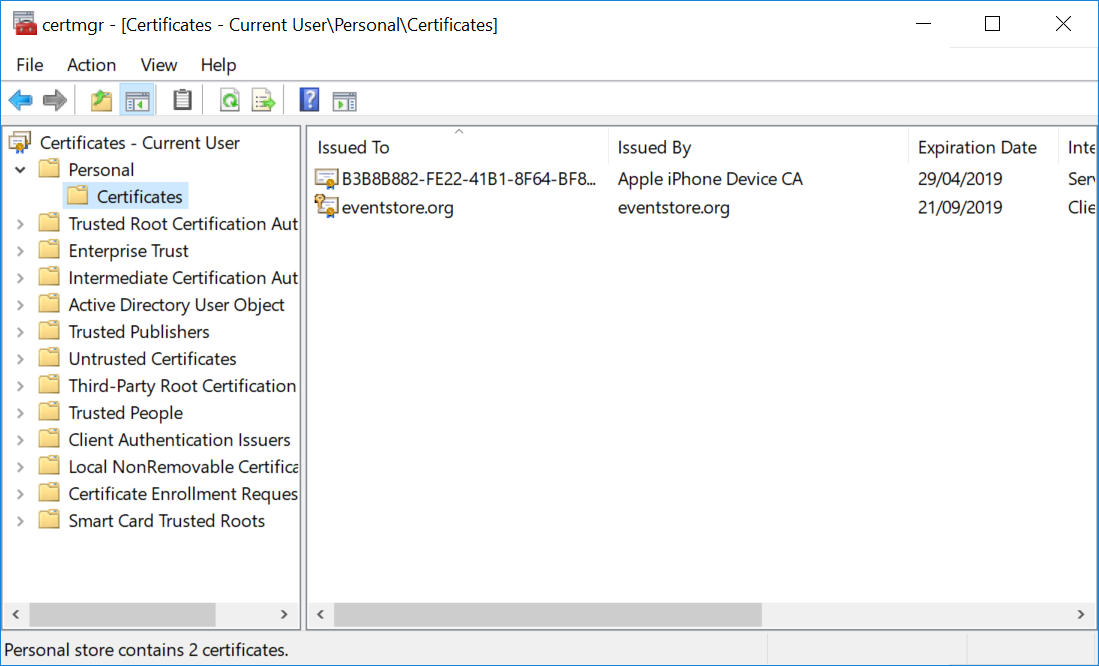 certmgr - [Certificates - Current User\Personal\Certificates]
File Action View Help
Certificates - Current User
Personal
Certificates
Trusted Root Certification Aut
Enterprise Trust
Intermediate Certification Aut
Active Directory User Object
Trusted Publishers
Untrusted Certificates
Third-Party Root Certification
Trusted People
Client Authentication Issuers
Local NonRemovable Certifica
Certificate Enrollment Reques
Smart Card Trusted Roots
Issued To Issued By Expiration Date Inte
B3B8B882-FE22-41B1-8F64-BF8... Apple iPhone Device CA 29/04/2019 Serv
eventstore.org eventstore.org 21/09/2019 Clie
Personal store contains 2 certificates.